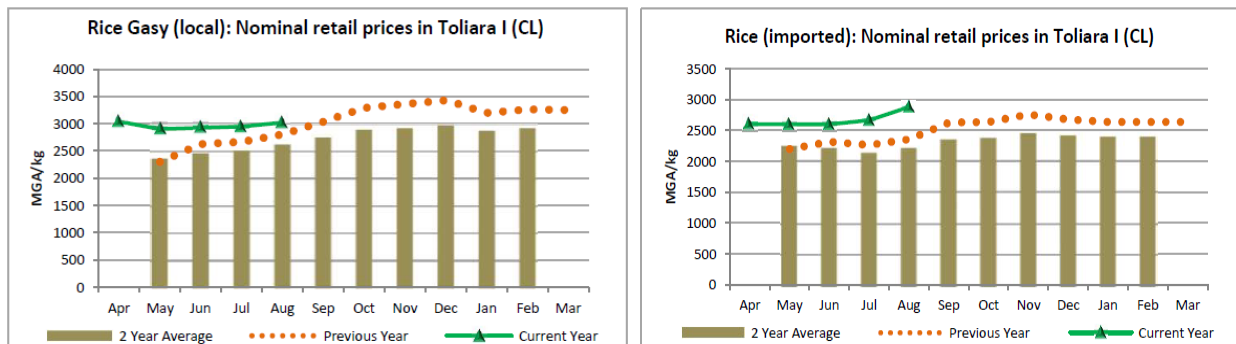 Rice Gasy (local): Nominal retail prices in Toliara I (CL)
4000
3500
3000
2500
2000
1500
1000
500
0
MGA/kg
Apr May Jun Jul Aug Sep Oct Nov Dec Jan Feb Mar
2 Year Average Previous Year Current Year
Rice (imported): Nominal retail prices in Toliara I (CL)
3500
3000
2500
2000
1500
1000
500
0
MGA/kg
Apr May Jun Jul Aug Sep Oct Nov Dec Jan Feb Mar
2 Year Average Previous Year Current Year